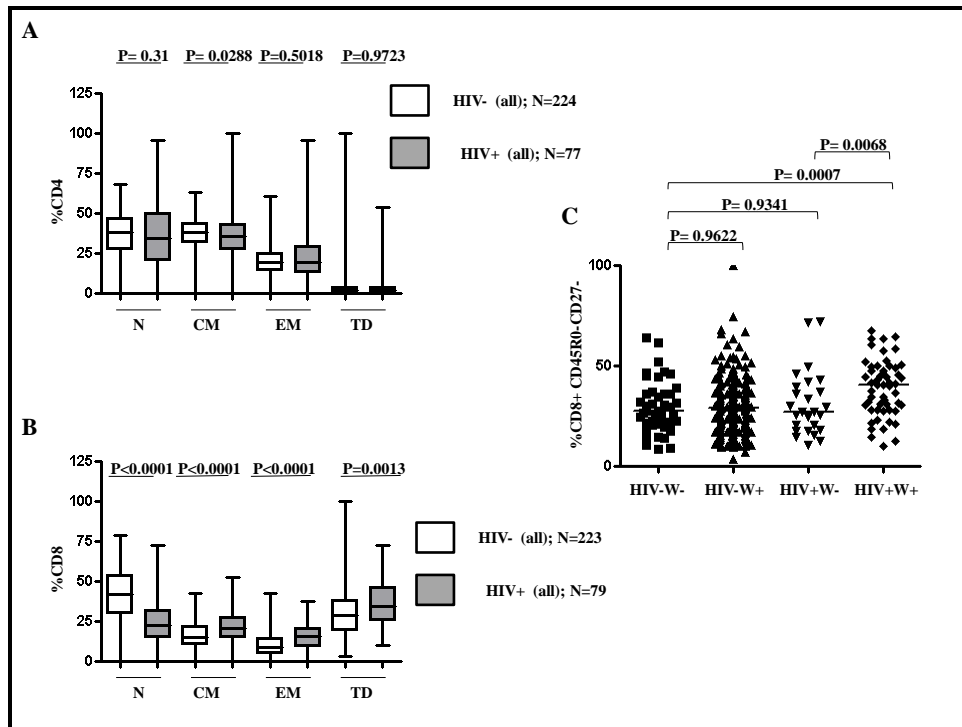 A
P= 0.31 P= 0.0288 P=0.5018 P=0.9723
125
100
75
50
25
0
%CD4
N CM EM TD
HIV- (all); N=224
HIV+ (all); N=77
B
P<0.0001 P<0.0001 P<0.0001 P=0.0013
125
100
75
50
25
0
%CD8
N CM EM TD
HIV- (all); N=223
HIV+ (all); N=79
C
P= 0.0068
P= 0.0007
P= 0.9341
P= 0.9622
100
50
0
%CD8+ CD45R0-CD27-
HIV-W- HIV-W+ HIV+W- HIV+W+